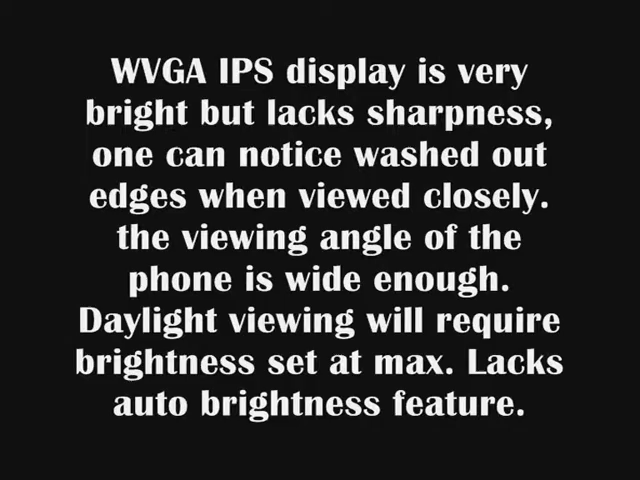 WVGA IPS display is very
bright but lacks sharpness,
one can notice washed out
edges when viewed closely.
the viewing angle of the
phone is wide enough.
Daylight viewing will require
brightness set at max. Lacks
auto brightness feature.